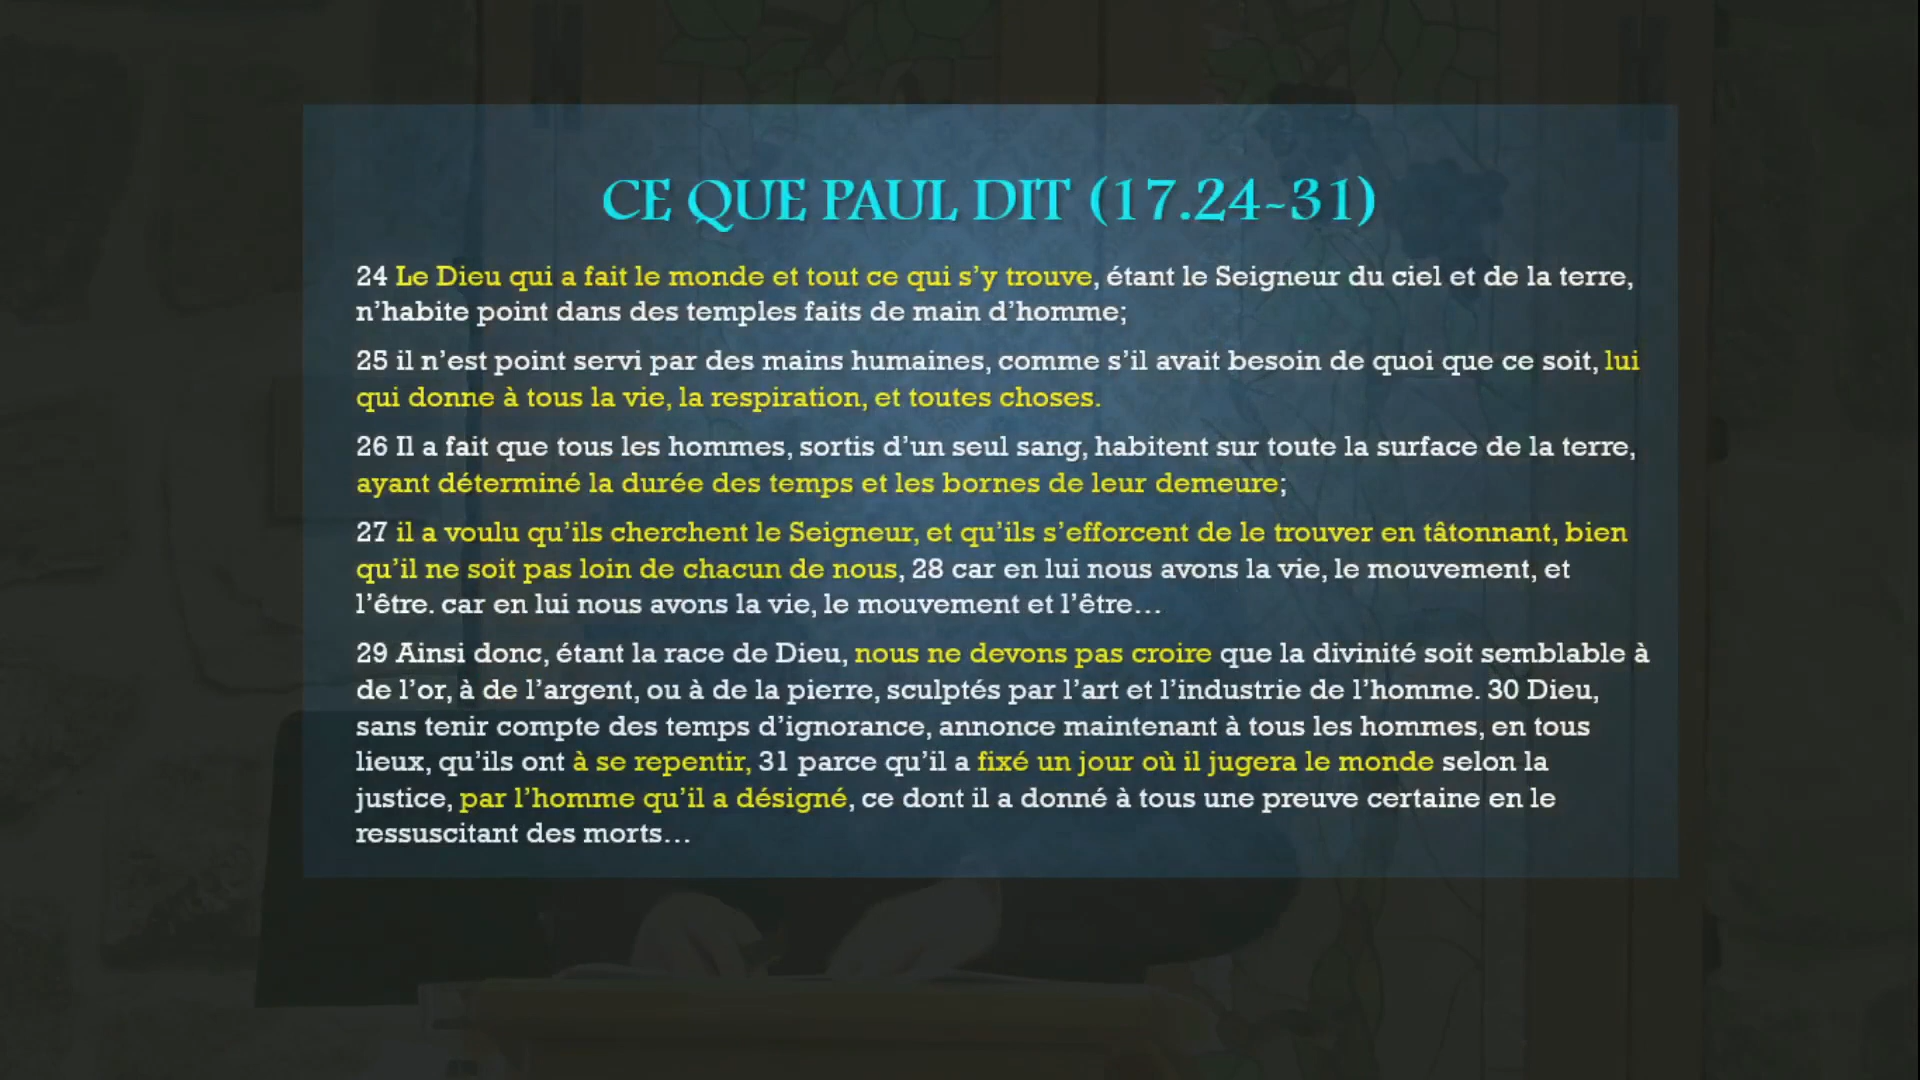 CE QUE PAUL DIT (17.24-31)
24 Le Dieu qui a fait le monde et tout ce qui s’y trouve, étant le Seigneur du ciel et de la terre,
n’habite point dans des temples faits de main d’homme;
25 il n’est point servi par des mains humaines, comme s’il avait besoin de quoi que ce soit, lui
qui donne à tous la vie, la respiration, et toutes choses.
26 Il a fait que tous les hommes, sortis d’un seul sang, habitent sur toute la surface de la terre,
ayant déterminé la durée des temps et les bornes de leur demeure;
27 il a voulu qu’ils cherchent le Seigneur, et qu’ils s’efforcent de le trouver en tâtonnant, bien
qu’il ne soit pas loin de chacun de nous, 28 car en lui nous avons la vie, le mouvement, et
l’être. car en lui nous avons la vie, le mouvement et l’être…
29 Ainsi donc, étant la race de Dieu, nous ne devons pas croire que la divinité soit semblable à
de l’or, à de l’argent, ou à de la pierre, sculptés par l’art et l’industrie de l’homme. 30 Dieu,
sans tenir compte des temps d’ignorance, annonce maintenant à tous les hommes, en tous
lieux, qu’ils ont à se repentir, 31 parce qu’il a fixé un jour où il jugera le monde selon la
justice, par l’homme qu’il a désigné, ce dont il a donné à tous une preuve certaine en le
ressuscitant des morts…